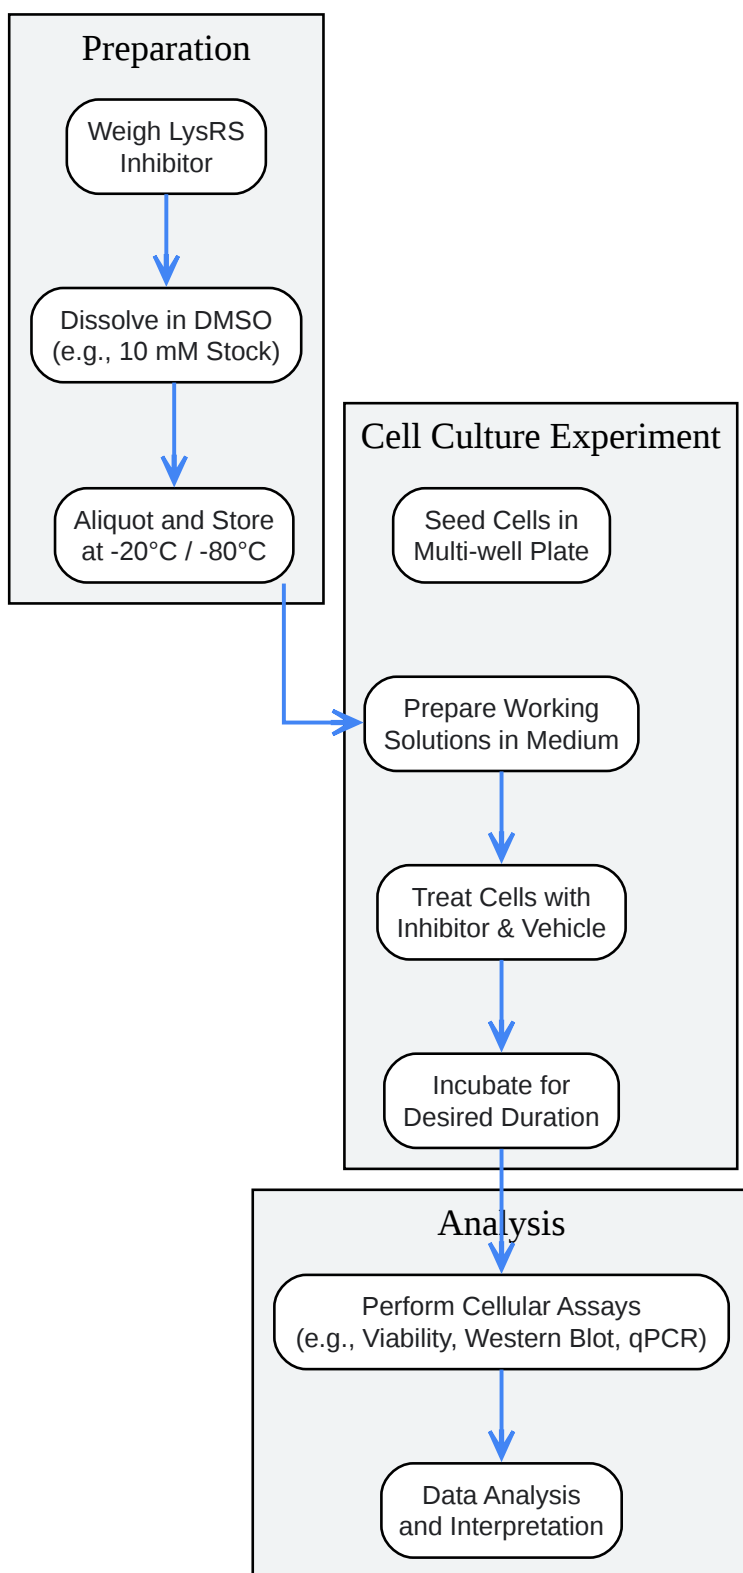 Preparation
Weigh LysRS
Inhibitor
Dissolve in DMSO
(e.g., 10 mM Stock)
Aliquot and Store
at -20°C / -80°C
Cell Culture Experiment
Seed Cells in
Multi-well Plate
Prepare Working
Solutions in Medium
Treat Cells with
Inhibitor & Vehicle
Incubate for
Desired Duration
Analysis
Perform Cellular Assays
(e.g., Viability, Western Blot, qPCR)
Data Analysis
and Interpretation